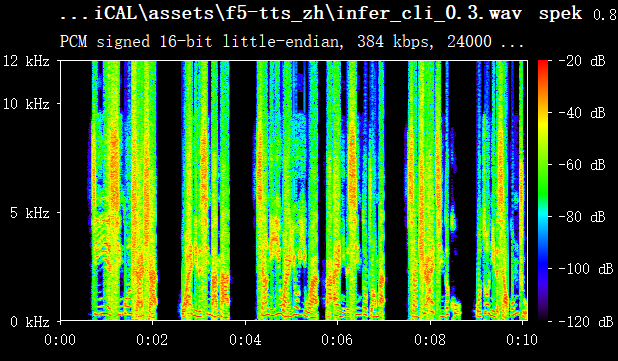 ...iCAL\assets\f5-tts_zh\infer_cli_0.3.wav spek 0.8
PCM signed 16-bit little-endian, 384 kbps, 24000 ...
12 kHz
10 kHz
5 kHz
0 kHz
0:00 0:02 0:04 0:06 0:08 0:10
-20 dB
-40 dB
-60 dB
-80 dB
-100 dB
-120 dB